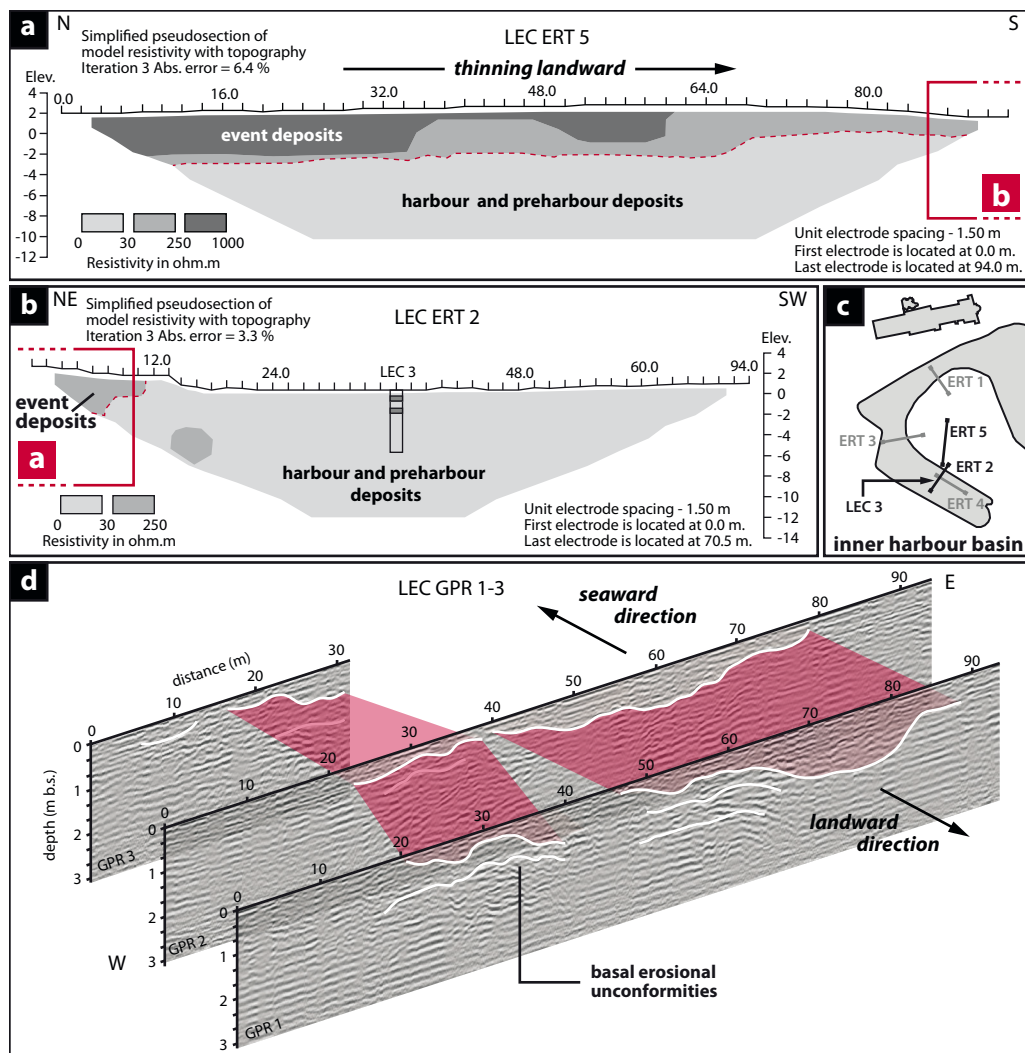 a
N
S
Simplified pseudosection of
model resistivity with topography
Iteration 3 Abs. error = 6.4 %
LEC ERT 5
thinning landward
Elev.
4
2
0
-2
-4
-6
-8
-10
-12
0.0
16.0
32.0
48.0
64.0
80.0
event deposits
harbour and preharbour deposits
b
0 30 250 1000
Resistivity in ohm.m
Unit electrode spacing - 1.50 m
First electrode is located at 0.0 m.
Last electrode is located at 94.0 m.
b
NE
SW
Simplified pseudosection of
model resistivity with topography
Iteration 3 Abs. error = 3.3 %
LEC ERT 2
Elev.
4
2
0
-2
-4
-6
-8
-10
-12
-14
12.0
24.0
LEC 3
48.0
60.0
94.0
event
deposits
a
harbour and preharbour
deposits
0 30 250
Resistivity in ohm.m
Unit electrode spacing - 1.50 m
First electrode is located at 0.0 m.
Last electrode is located at 70.5 m.
c
ERT 1
ERT 3
ERT 5
ERT 2
LEC 3
ERT 4
inner harbour basin
d
LEC GPR 1-3
seaward
direction
E
distance (m)
0 10 20 30
0 10 20 30 40 50 60 70 80 90
0 10 20 30 40 50 60 70 80 90
depth (m b.s.)
0
1
2
3
GPR 3
0
1
2
3
GPR 2
0
1
2
3
GPR 1
W
landward
direction
basal erosional
unconformities